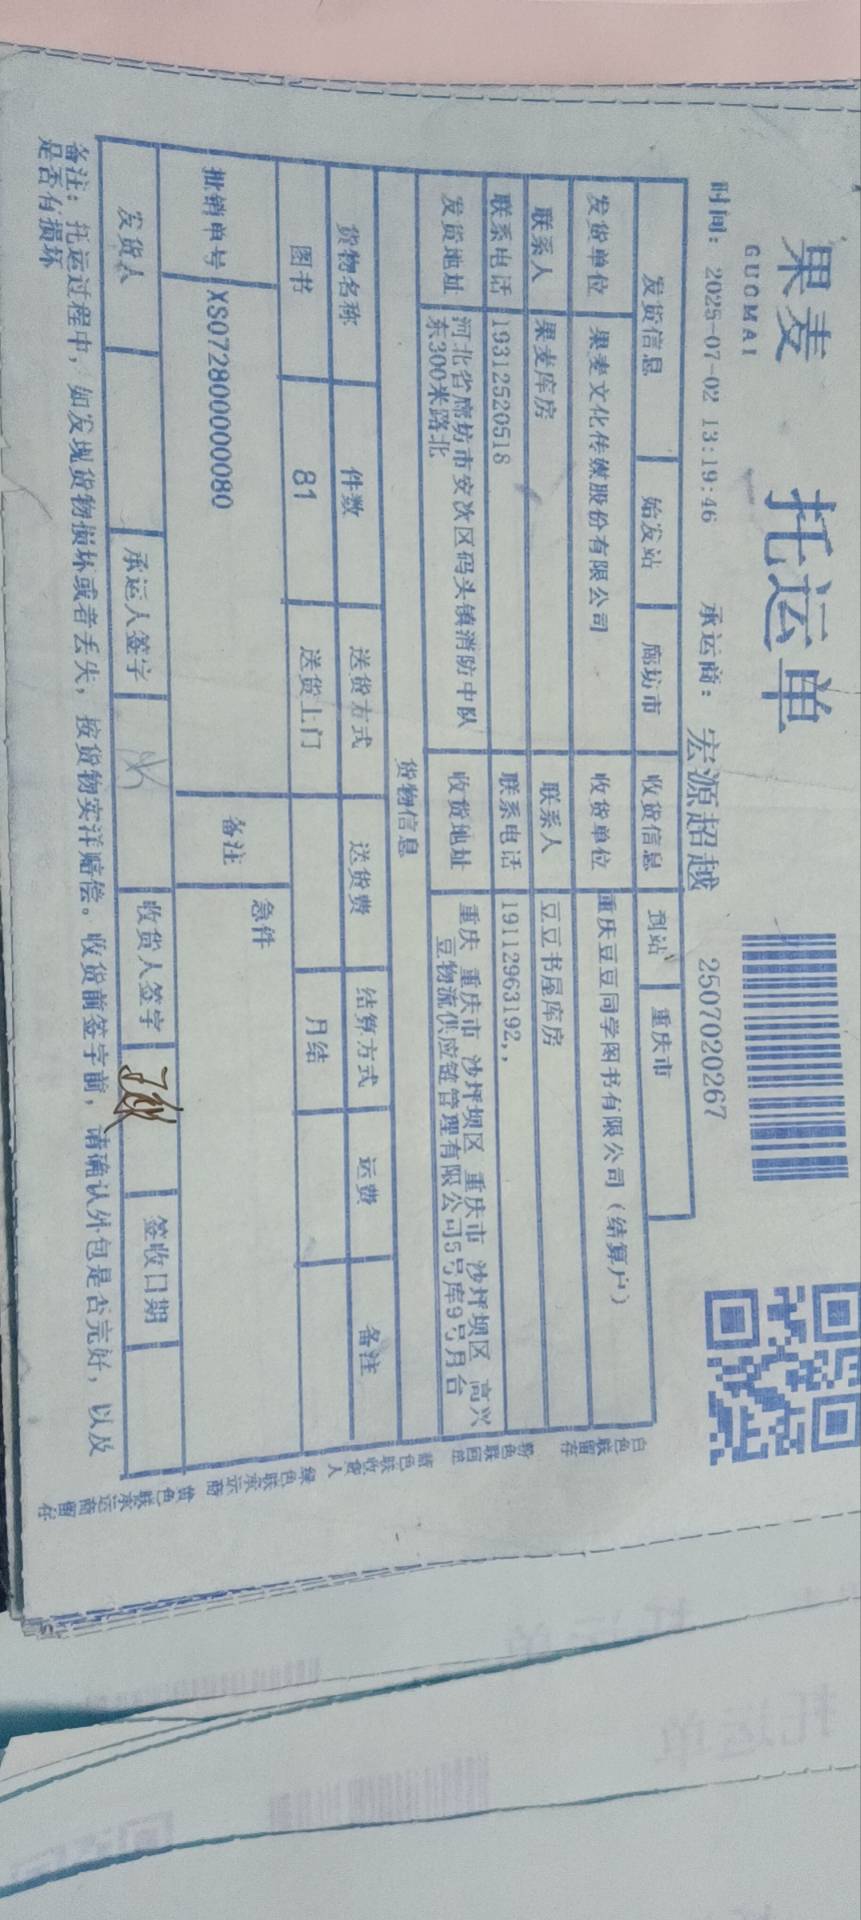 果麦
GUOMAI
托运单
时间：2025-07-02 13:19:46 承运商：宏源超越 2507020267
发货信息 始发站 廊坊市 收货信息 到站 重庆市
发货单位 果麦文化传媒股份有限公司 收货单位 重庆豆豆同学图书有限公司（结算户）
联系人 果麦库房 联系人 豆豆书屋库房
联系电话 19312520518 联系电话 19112963192,,
发货地址 河北省廊坊市安次区码头镇消防中队
东300米路北
收货地址 重庆 重庆市 沙坪坝区 重庆市 沙坪坝区 高兴
豆物流供应链管理有限公司5号库9号月台
货物信息
货物名称 件数 送货方式 送货费 结算方式 运费 备注
图书 81 送货上门 月结
批销单号 XS072800000080 备注 急件
发货人 承运人签字 收货人签字 签收日期
备注：托运过程中，如发现货物损坏或者丢失，按货物实洋赔偿。收货前签字前，请确认外包是否完好，以及
是否有损坏
白色联留存 粉色联回单 蓝色联收货人 绿色联承运商 黄色联承运商留存
托运单
托运单